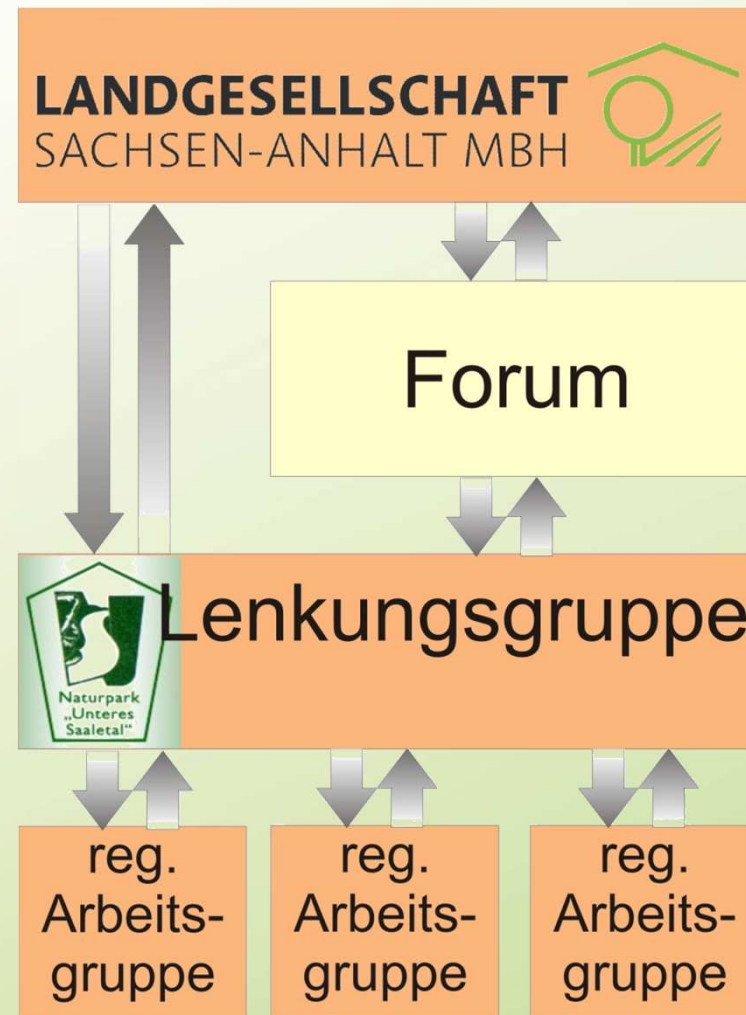 LANDGESELLSCHAFT
SACHSEN-ANHALT MBH
Forum
Lenkungsgruppe
Naturpark
„Unteres
Saaletal“
reg.
Arbeits-
gruppe
reg.
Arbeits-
gruppe
reg.
Arbeits-
gruppe